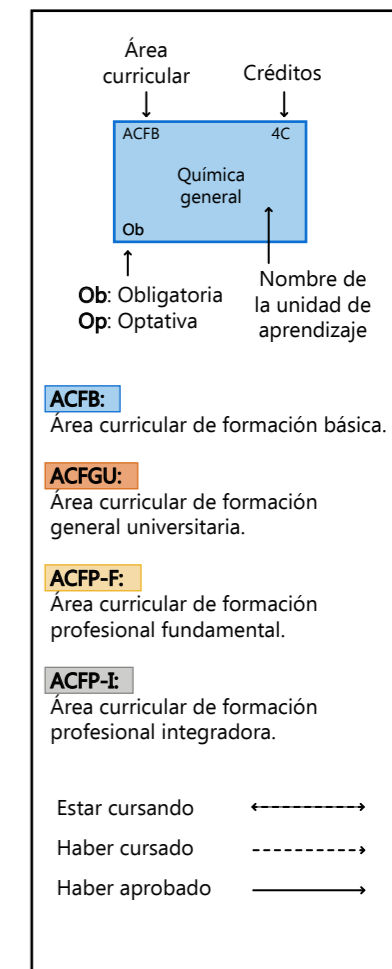 Área
curricular
Créditos
ACFB
4C
Química
general
Ob
Ob: Obligatoria
Op: Optativa
Nombre de
la unidad de
aprendizaje
ACFB:
Área curricular de formación básica.
ACFGU:
Área curricular de formación
general universitaria.
ACFP-F:
Área curricular de formación
profesional fundamental.
ACFP-I:
Área curricular de formación
profesional integradora.
Estar cursando
Haber cursado
Haber aprobado